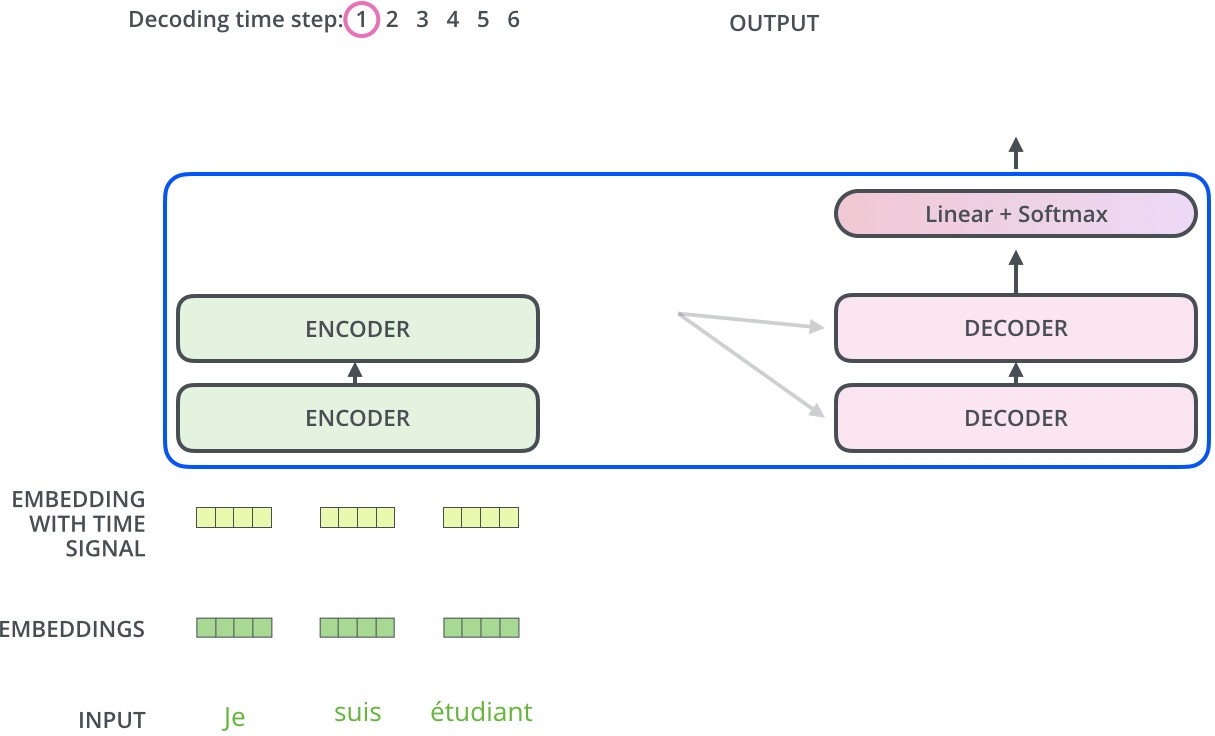 Decoding time step: 1 2 3 4 5 6
OUTPUT
Linear + Softmax
ENCODER
DECODER
ENCODER
DECODER
EMBEDDING
WITH TIME
SIGNAL
EMBEDDINGS
INPUT
Je
suis
étudiant